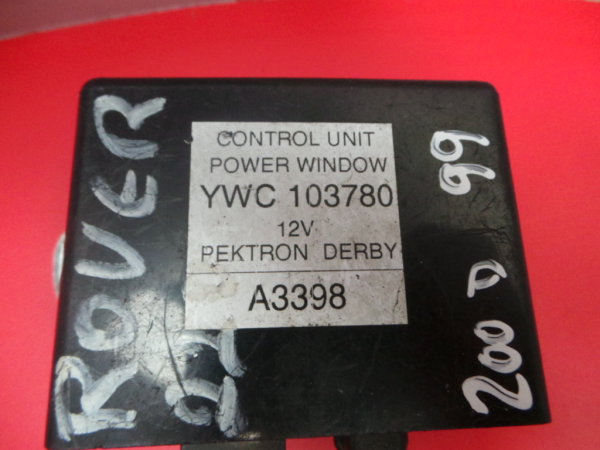 ROVER
CONTROL UNIT
POWER WINDOW
YWC 103780
12V
PEKTRON DERBY
A3398
200 D 99